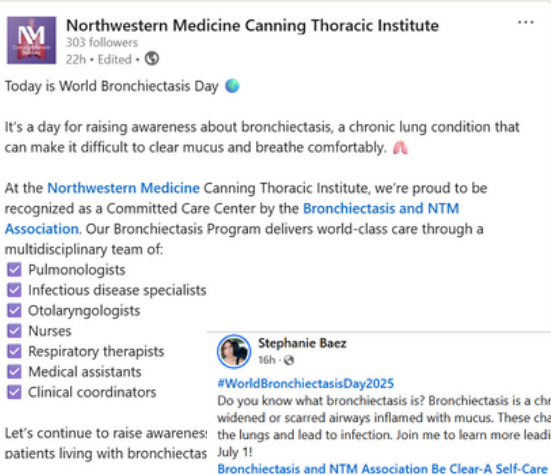 Northwestern Medicine Canning Thoracic Institute
303 followers
22h • Edited •
Today is World Bronchiectasis Day
It's a day for raising awareness about bronchiectasis, a chronic lung condition that
can make it difficult to clear mucus and breathe comfortably.
At the Northwestern Medicine Canning Thoracic Institute, we're proud to be
recognized as a Committed Care Center by the Bronchiectasis and NTM
Association. Our Bronchiectasis Program delivers world-class care through a
multidisciplinary team of:
Pulmonologists
Infectious disease specialists
Otolaryngologists
Nurses
Respiratory therapists
Medical assistants
Clinical coordinators
Let's continue to raise awareness
patients living with bronchiectas
Stephanie Baez
16h ·
#WorldBronchiectasisDay2025
Do you know what bronchiectasis is? Bronchiectasis is a chr
widened or scarred airways inflamed with mucus. These cha
the lungs and lead to infection. Join me to learn more leadi
July 1!
Bronchiectasis and NTM Association Be Clear-A Self-Care